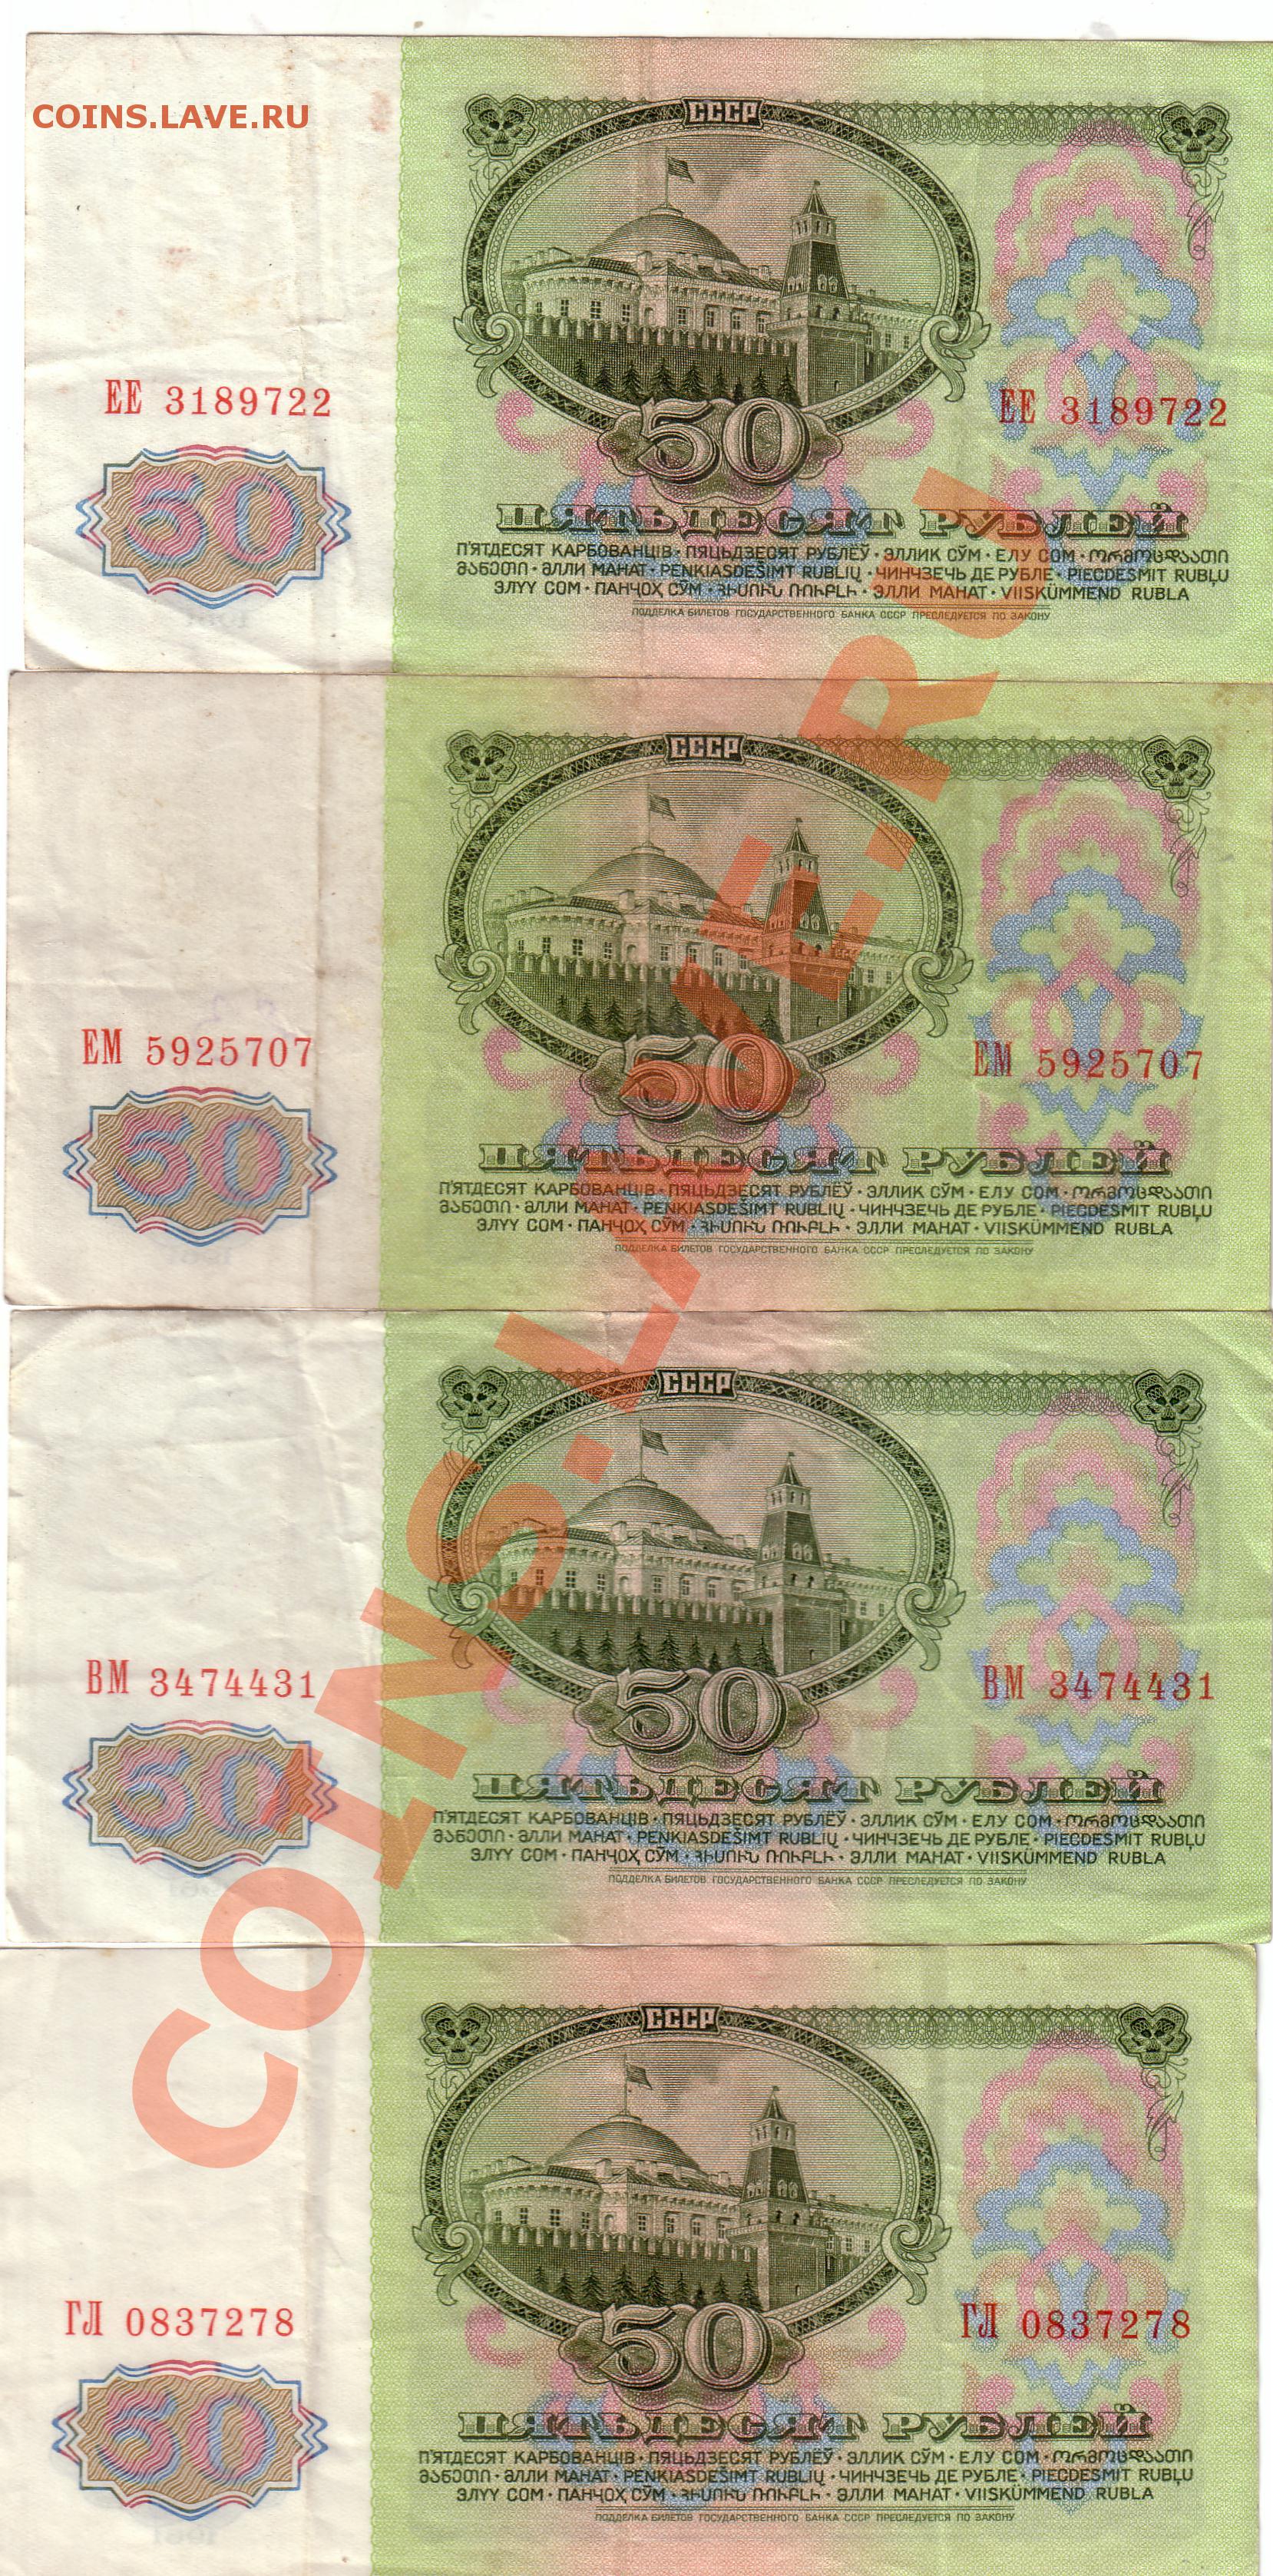 COINS.LAVE.RU
СССР
ЕЕ 3189722
ЕЕ 3189722
50
50
ПЯТЬДЕСЯТ РУБЛЕЙ
П'ЯТДЕСЯТ КАРБОВАНЦІВ · ПЯЦЬДЗЕСЯТ РУБЛЁЎ · ЭЛЛИК СЎМ · ЕЛУ СОМ · ორმოცდაათი
მანეთი · ӘЛЛИ МАНАТ · PENKIASDEŠIMT RUBLIŲ · ЧИНЧЗЕЧЬ ДЕ РУБЛЕ · PIECDESMIT RUBĻU
ЭЛҮҮ СОМ · ПАНҶОҲ СЎМ · ՀԻՍՈՒՆ ՌՈՒԲԼԻ · ЭЛЛИ МАНАТ · VIISKÜMMEND RUBLA
ПОДДЕЛКА БИЛЕТОВ ГОСУДАРСТВЕННОГО БАНКА СССР ПРЕСЛЕДУЕТСЯ ПО ЗАКОНУ
СССР
ЕМ 5925707
ЕМ 5925707
50
50
ПЯТЬДЕСЯТ РУБЛЕЙ
П'ЯТДЕСЯТ КАРБОВАНЦІВ · ПЯЦЬДЗЕСЯТ РУБЛЁЎ · ЭЛЛИК СЎМ · ЕЛУ СОМ · ორმოცდაათი
მანეთი · ӘЛЛИ МАНАТ · PENKIASDEŠIMT RUBLIŲ · ЧИНЧЗЕЧЬ ДЕ РУБЛЕ · PIECDESMIT RUBĻU
ЭЛҮҮ СОМ · ПАНҶОҲ СЎМ · ՀԻՍՈՒՆ ՌՈՒԲԼԻ · ЭЛЛИ МАНАТ · VIISKÜMMEND RUBLA
ПОДДЕЛКА БИЛЕТОВ ГОСУДАРСТВЕННОГО БАНКА СССР ПРЕСЛЕДУЕТСЯ ПО ЗАКОНУ
СССР
ВМ 3474431
ВМ 3474431
50
50
ПЯТЬДЕСЯТ РУБЛЕЙ
П'ЯТДЕСЯТ КАРБОВАНЦІВ · ПЯЦЬДЗЕСЯТ РУБЛЁЎ · ЭЛЛИК СЎМ · ЕЛУ СОМ · ორმოცდაათი
მანეთი · ӘЛЛИ МАНАТ · PENKIASDEŠIMT RUBLIŲ · ЧИНЧЗЕЧЬ ДЕ РУБЛЕ · PIECDESMIT RUBĻU
ЭЛҮҮ СОМ · ПАНҶОҲ СЎМ · ՀԻՍՈՒՆ ՌՈՒԲԼԻ · ЭЛЛИ МАНАТ · VIISKÜMMEND RUBLA
ПОДДЕЛКА БИЛЕТОВ ГОСУДАРСТВЕННОГО БАНКА СССР ПРЕСЛЕДУЕТСЯ ПО ЗАКОНУ
СССР
ГЛ 0837278
ГЛ 0837278
50
50
ПЯТЬДЕСЯТ РУБЛЕЙ
П'ЯТДЕСЯТ КАРБОВАНЦІВ · ПЯЦЬДЗЕСЯТ РУБЛЁЎ · ЭЛЛИК СЎМ · ЕЛУ СОМ · ორმოცდაათი
მანეთი · ӘЛЛИ МАНАТ · PENKIASDEŠIMT RUBLIŲ · ЧИНЧЗЕЧЬ ДЕ РУБЛЕ · PIECDESMIT RUBĻU
ЭЛҮҮ СОМ · ПАНҶОҲ СЎМ · ՀԻՍՈՒՆ ՌՈՒԲԼԻ · ЭЛЛИ МАНАТ · VIISKÜMMEND RUBLA
ПОДДЕЛКА БИЛЕТОВ ГОСУДАРСТВЕННОГО БАНКА СССР ПРЕСЛЕДУЕТСЯ ПО ЗАКОНУ
COINS.LAVE.RU